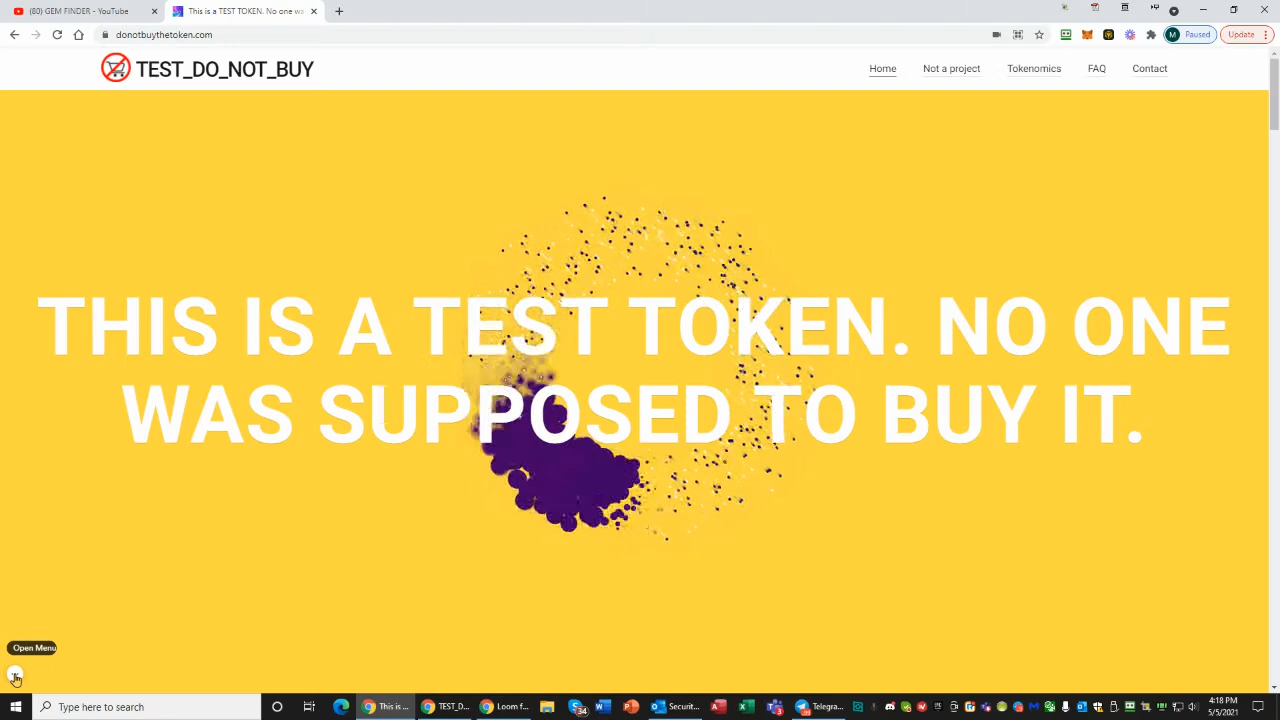 (80) GEM FINDER - YouTube
This is a TEST TOKEN. No one wa
donotbuythetoken.com
M Paused
Update
TEST_DO_NOT_BUY
Home
Not a project
Tokenomics
FAQ
Contact
THIS IS A TEST TOKEN. NO ONE
WAS SUPPOSED TO BUY IT.
Open Menu
Type here to search
This is ...
TEST_D...
Loom f...
34
Securit...
Telegra...
4:18 PM
5/5/2021